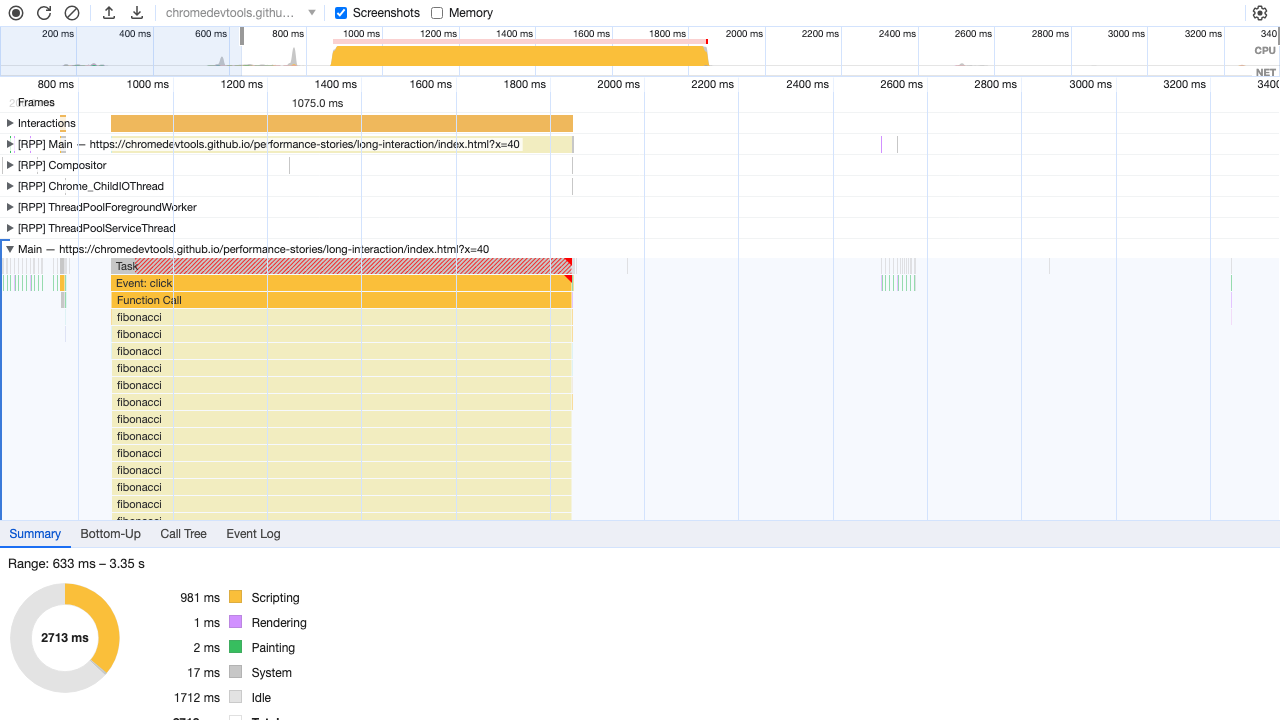 chromedevtools.githu… Screenshots Memory
200 ms 400 ms 600 ms 800 ms 1000 ms 1200 ms 1400 ms 1600 ms 1800 ms 2000 ms 2200 ms 2400 ms 2600 ms 2800 ms 3000 ms 3200 ms 340
CPU
NET
800 ms 1000 ms 1200 ms 1400 ms 1600 ms 1800 ms 2000 ms 2200 ms 2400 ms 2600 ms 2800 ms 3000 ms 3200 ms 3400
Frames 1075.0 ms
Interactions
[RPP] Main — https://chromedevtools.github.io/performance-stories/long-interaction/index.html?x=40
[RPP] Compositor
[RPP] Chrome_ChildIOThread
[RPP] ThreadPoolForegroundWorker
[RPP] ThreadPoolServiceThread
Main — https://chromedevtools.github.io/performance-stories/long-interaction/index.html?x=40
Task
Event: click
Function Call
fibonacci
fibonacci
fibonacci
fibonacci
fibonacci
fibonacci
fibonacci
fibonacci
fibonacci
fibonacci
fibonacci
fibonacci
fibonacci
Summary Bottom-Up Call Tree Event Log
Range: 633 ms – 3.35 s
2713 ms
981 ms Scripting
1 ms Rendering
2 ms Painting
17 ms System
1712 ms Idle